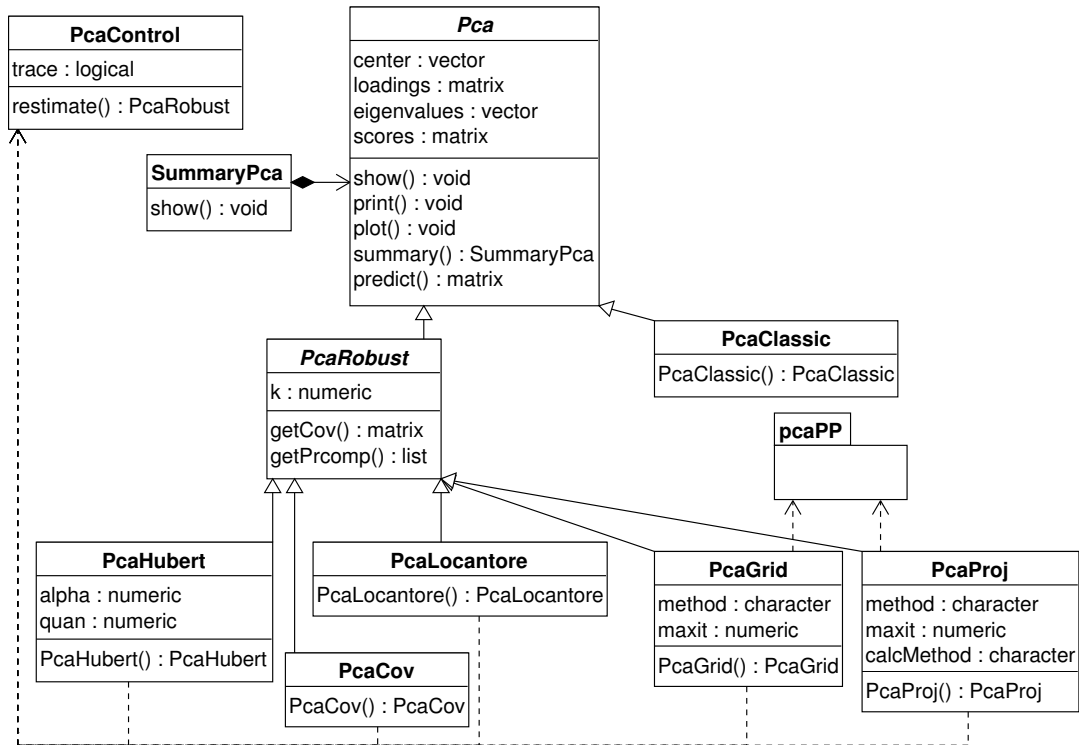 PcaControl
trace : logical
restimate() : PcaRobust
Pca
center : vector
loadings : matrix
eigenvalues : vector
scores : matrix
show() : void
print() : void
plot() : void
summary() : SummaryPca
predict() : matrix
SummaryPca
show() : void
PcaClassic
PcaClassic() : PcaClassic
PcaRobust
k : numeric
getCov() : matrix
getPrcomp() : list
pcaPP
PcaHubert
alpha : numeric
quan : numeric
PcaHubert() : PcaHubert
PcaCov
PcaCov() : PcaCov
PcaLocantore
PcaLocantore() : PcaLocantore
PcaGrid
method : character
maxit : numeric
PcaGrid() : PcaGrid
PcaProj
method : character
maxit : numeric
calcMethod : character
PcaProj() : PcaProj